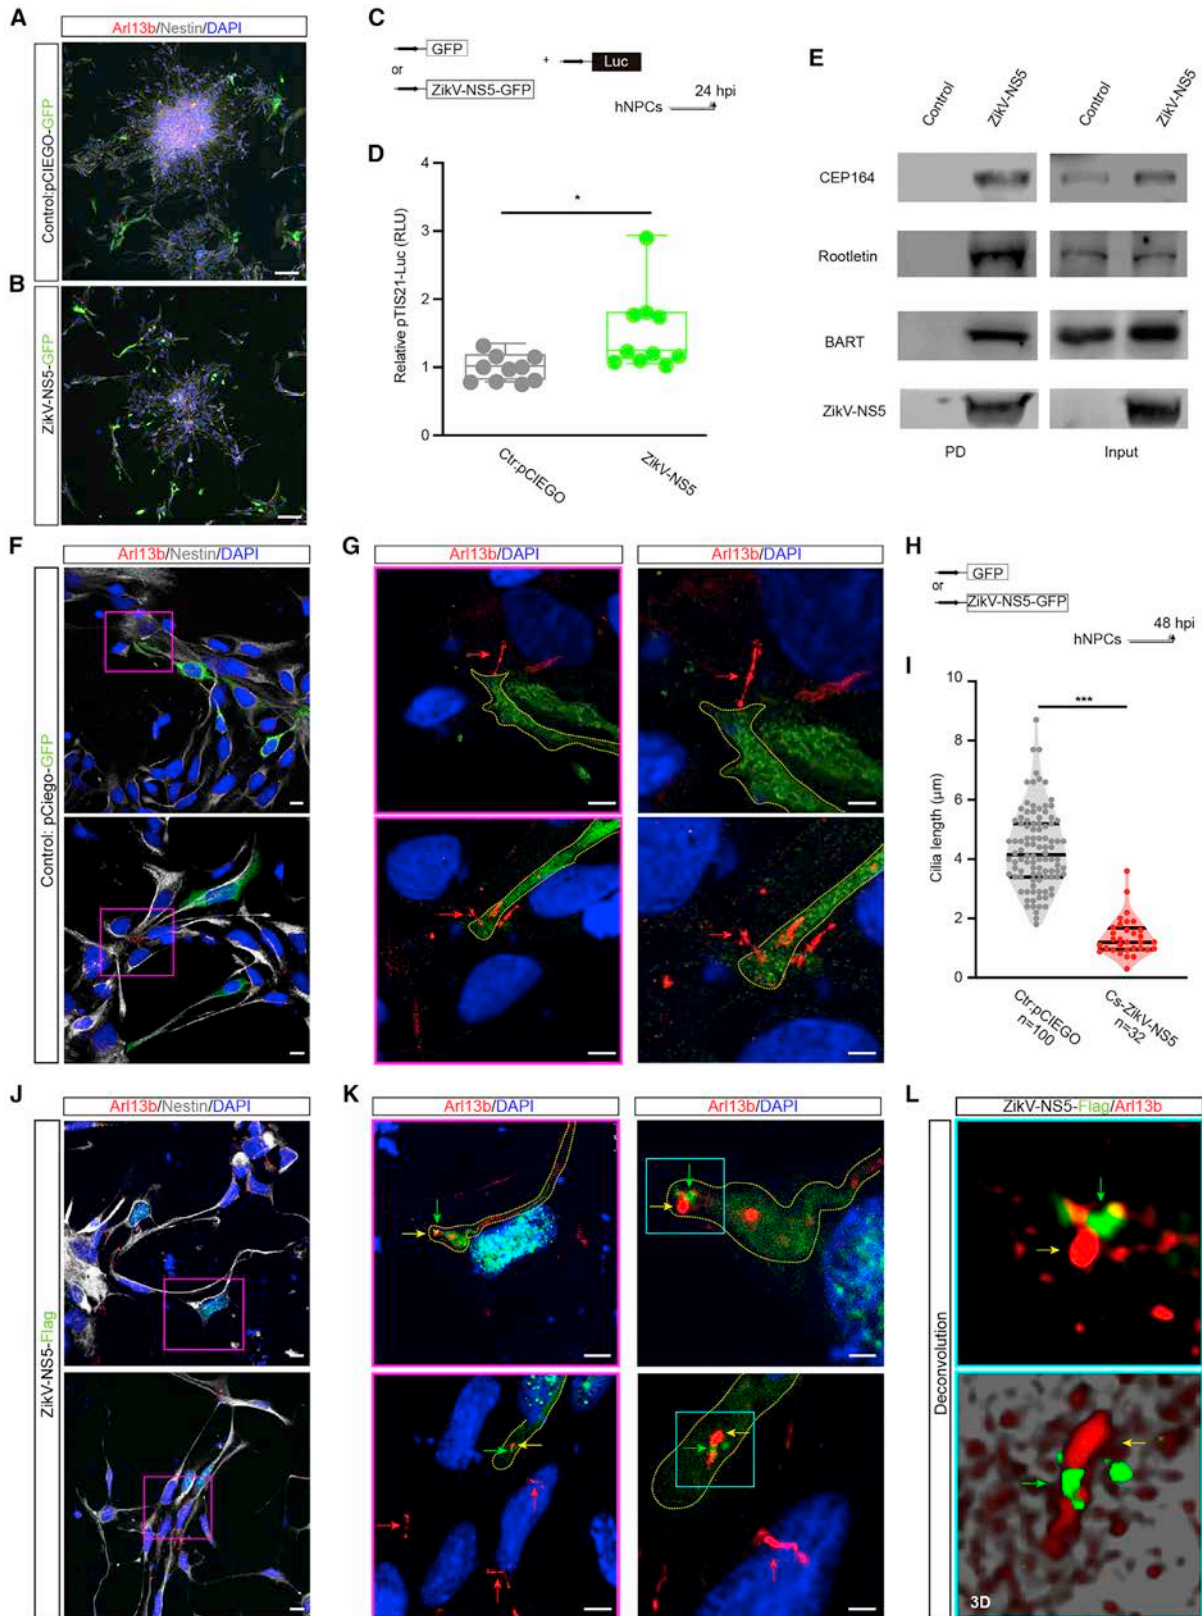 A
Arl13b/Nestin/DAPI
Control:pCIEGO-GFP
B
ZikV-NS5-GFP
C
GFP
or
ZikV-NS5-GFP
+
Luc
24 hpi
hNPCs
D
Relative pTIS21-Luc (RLU)
4
3
2
1
0
*
Ctr:pCIEGO
ZikV-NS5
E
Control
ZikV-NS5
Control
ZikV-NS5
CEP164
Rootletin
BART
ZikV-NS5
PD
Input
F
Arl13b/Nestin/DAPI
Control: pCiego-GFP
G
Arl13b/DAPI
Arl13b/DAPI
H
GFP
or
ZikV-NS5-GFP
48 hpi
hNPCs
I
Cilia length (µm)
10
8
6
4
2
0
***
Ctr:pCIEGO
n=100
Cs-ZikV-NS5
n=32
J
Arl13b/Nestin/DAPI
ZikV-NS5-Flag
K
Arl13b/DAPI
Arl13b/DAPI
L
ZikV-NS5-Flag/Arl13b
Deconvolution
3D